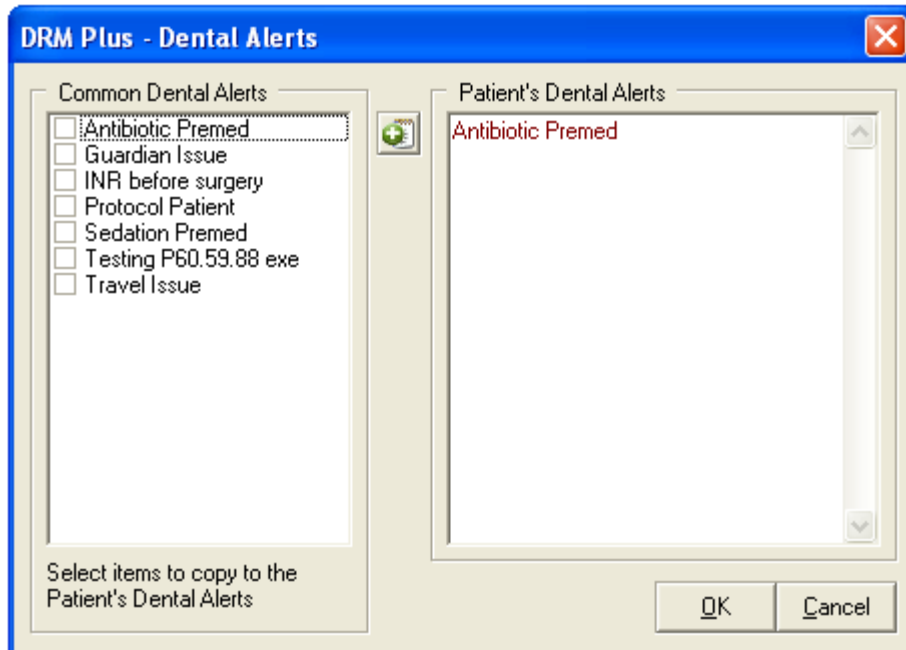 DRM Plus - Dental Alerts
Common Dental Alerts
Antibiotic Premed
Guardian Issue
INR before surgery
Protocol Patient
Sedation Premed
Testing P60.59.88 exe
Travel Issue
Select items to copy to the
Patient's Dental Alerts
Patient's Dental Alerts
Antibiotic Premed
OK
Cancel